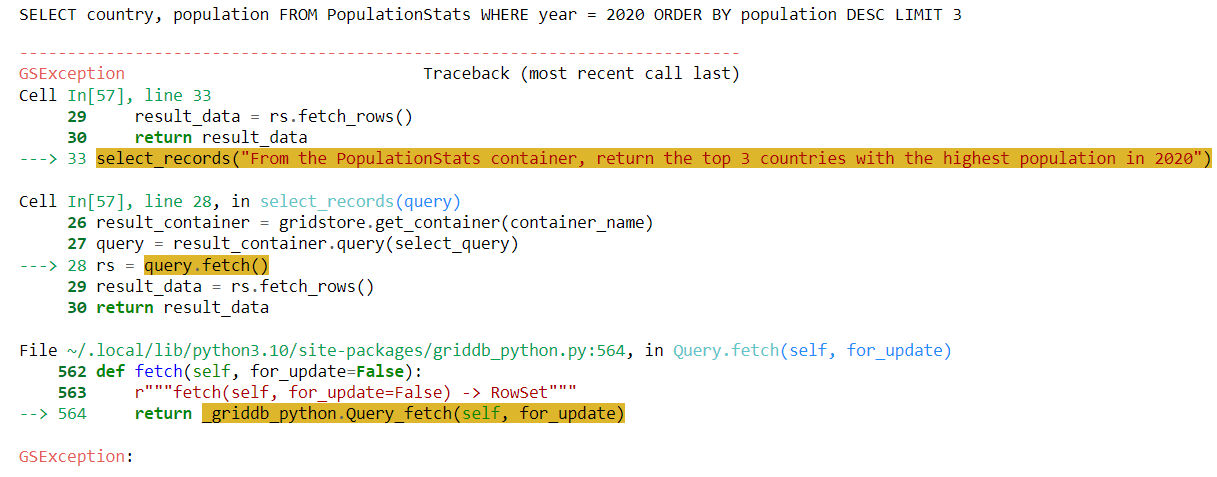 SELECT country, population FROM PopulationStats WHERE year = 2020 ORDER BY population DESC LIMIT 3
---------------------------------------------------------------------------
GSException                               Traceback (most recent call last)
Cell In[57], line 33
     29     result_data = rs.fetch_rows()
     30     return result_data
---> 33 select_records("From the PopulationStats container, return the top 3 countries with the highest population in 2020")
Cell In[57], line 28, in select_records(query)
     26 result_container = gridstore.get_container(container_name)
     27 query = result_container.query(select_query)
---> 28 rs = query.fetch()
     29 result_data = rs.fetch_rows()
     30 return result_data
File ~/.local/lib/python3.10/site-packages/griddb_python.py:564, in Query.fetch(self, for_update)
    562 def fetch(self, for_update=False):
    563     r"""fetch(self, for_update=False) -> RowSet"""
--> 564     return _griddb_python.Query_fetch(self, for_update)
GSException: